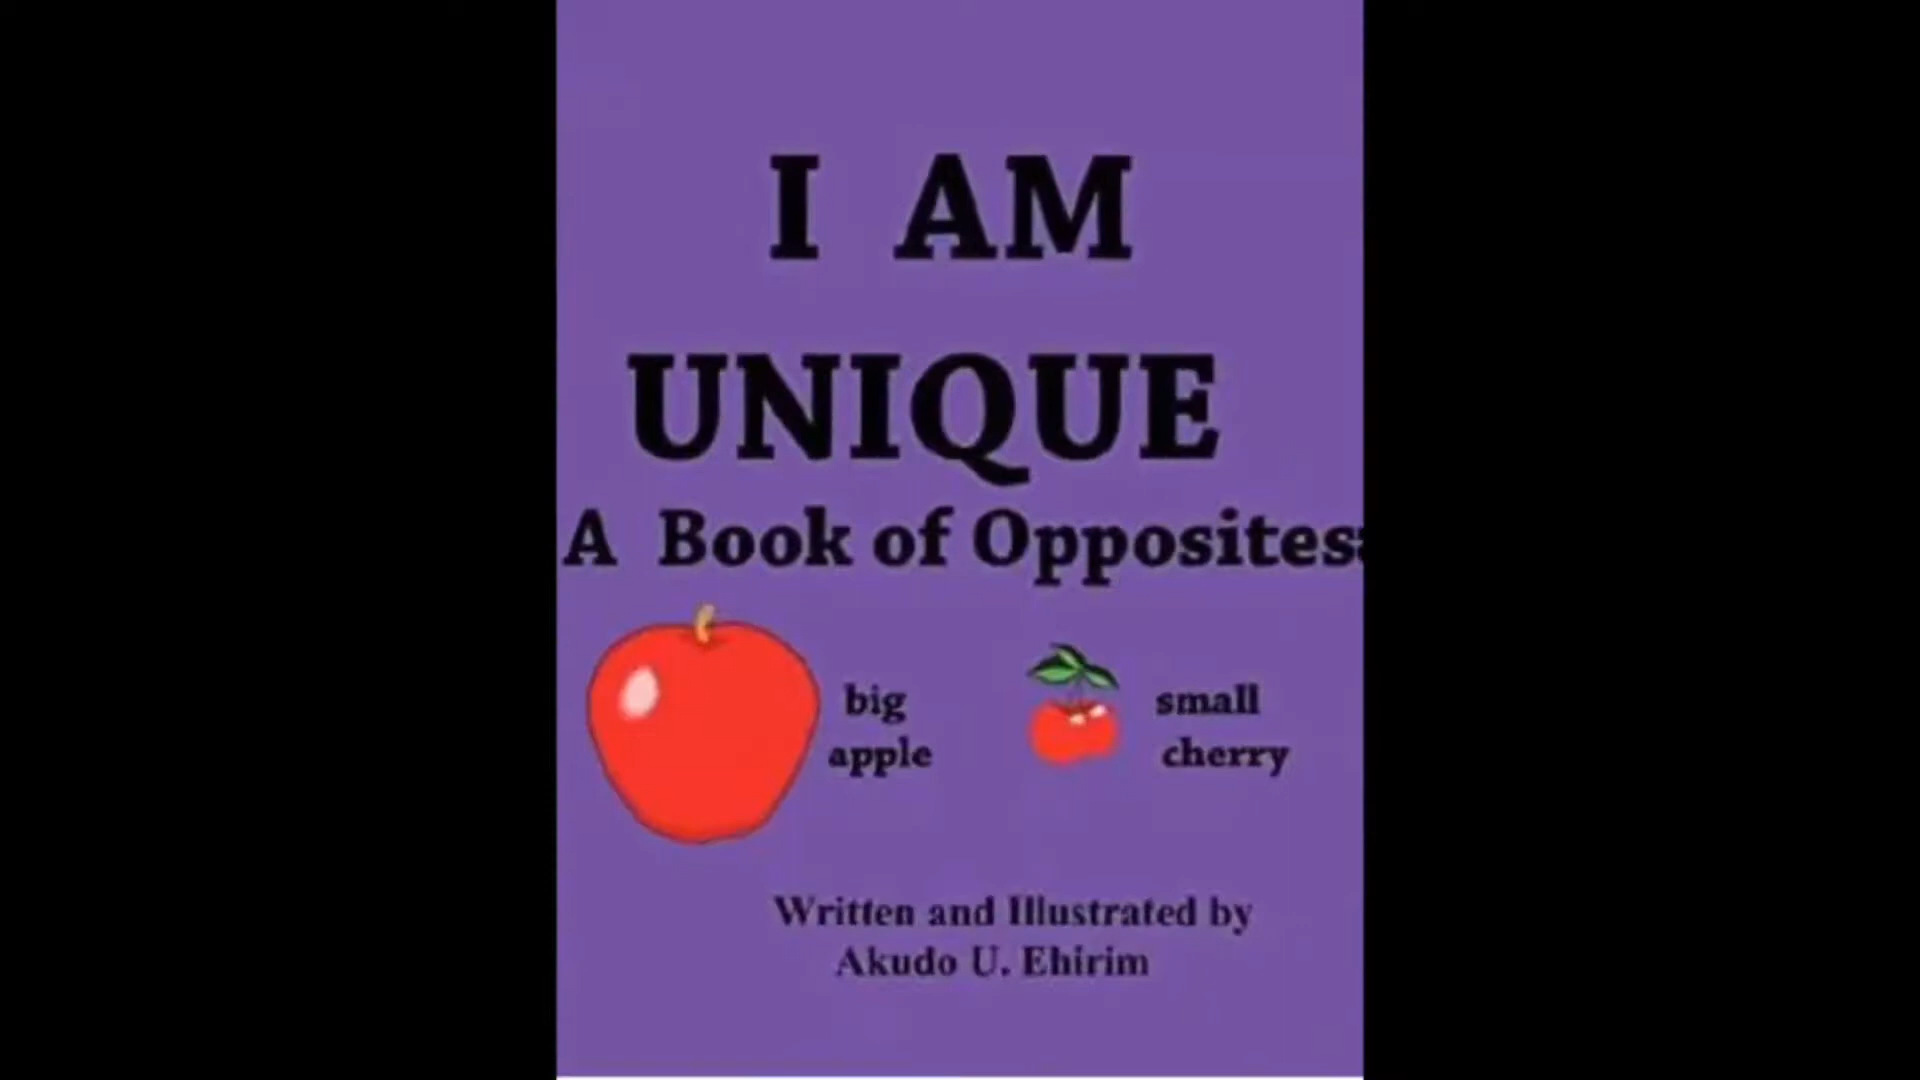 I AM
UNIQUE
A Book of Opposites:
big
apple
small
cherry
Written and Illustrated by
Akudo U. Ehirim